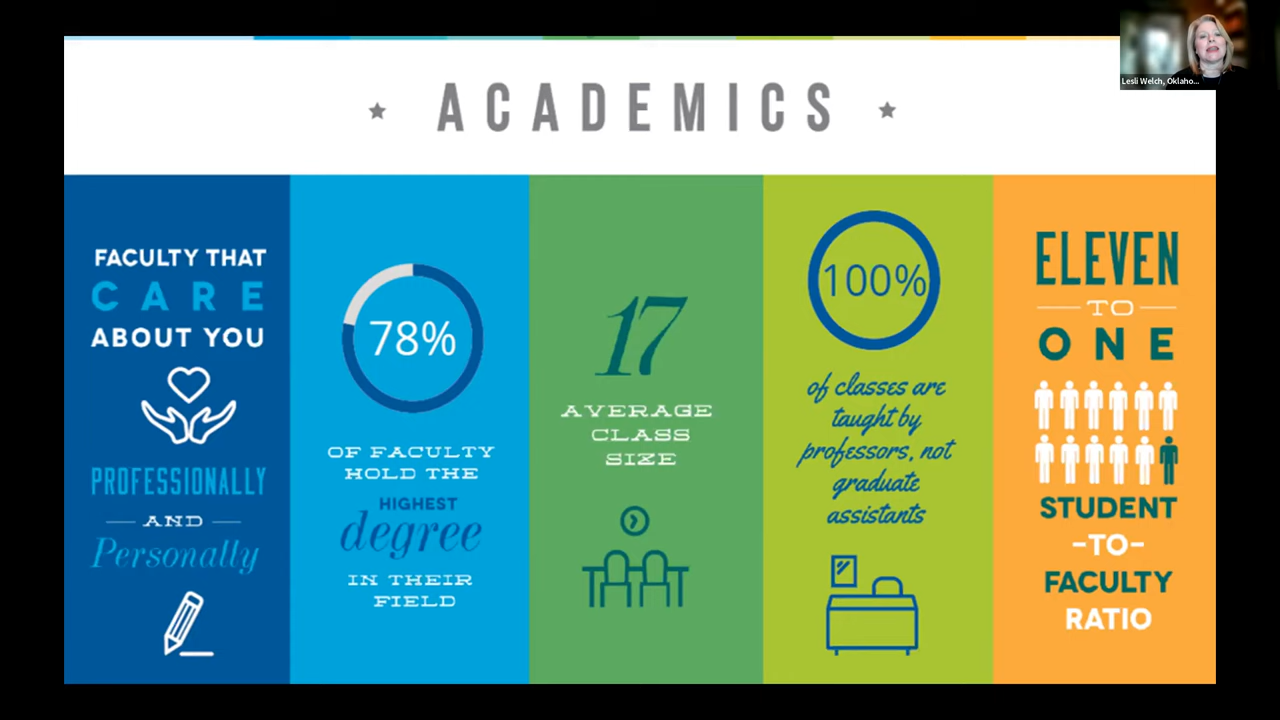 Lesli Welch, Oklaho...
ACADEMICS
FACULTY THAT
CARE
ABOUT YOU
PROFESSIONALLY
AND
Personally
78%
OF FACULTY
HOLD THE
HIGHEST
degree
IN THEIR
FIELD
17
AVERAGE
CLASS
SIZE
100%
of classes are
taught by
professors, not
graduate
assistants
ELEVEN
TO
ONE
STUDENT
-TO-
FACULTY
RATIO